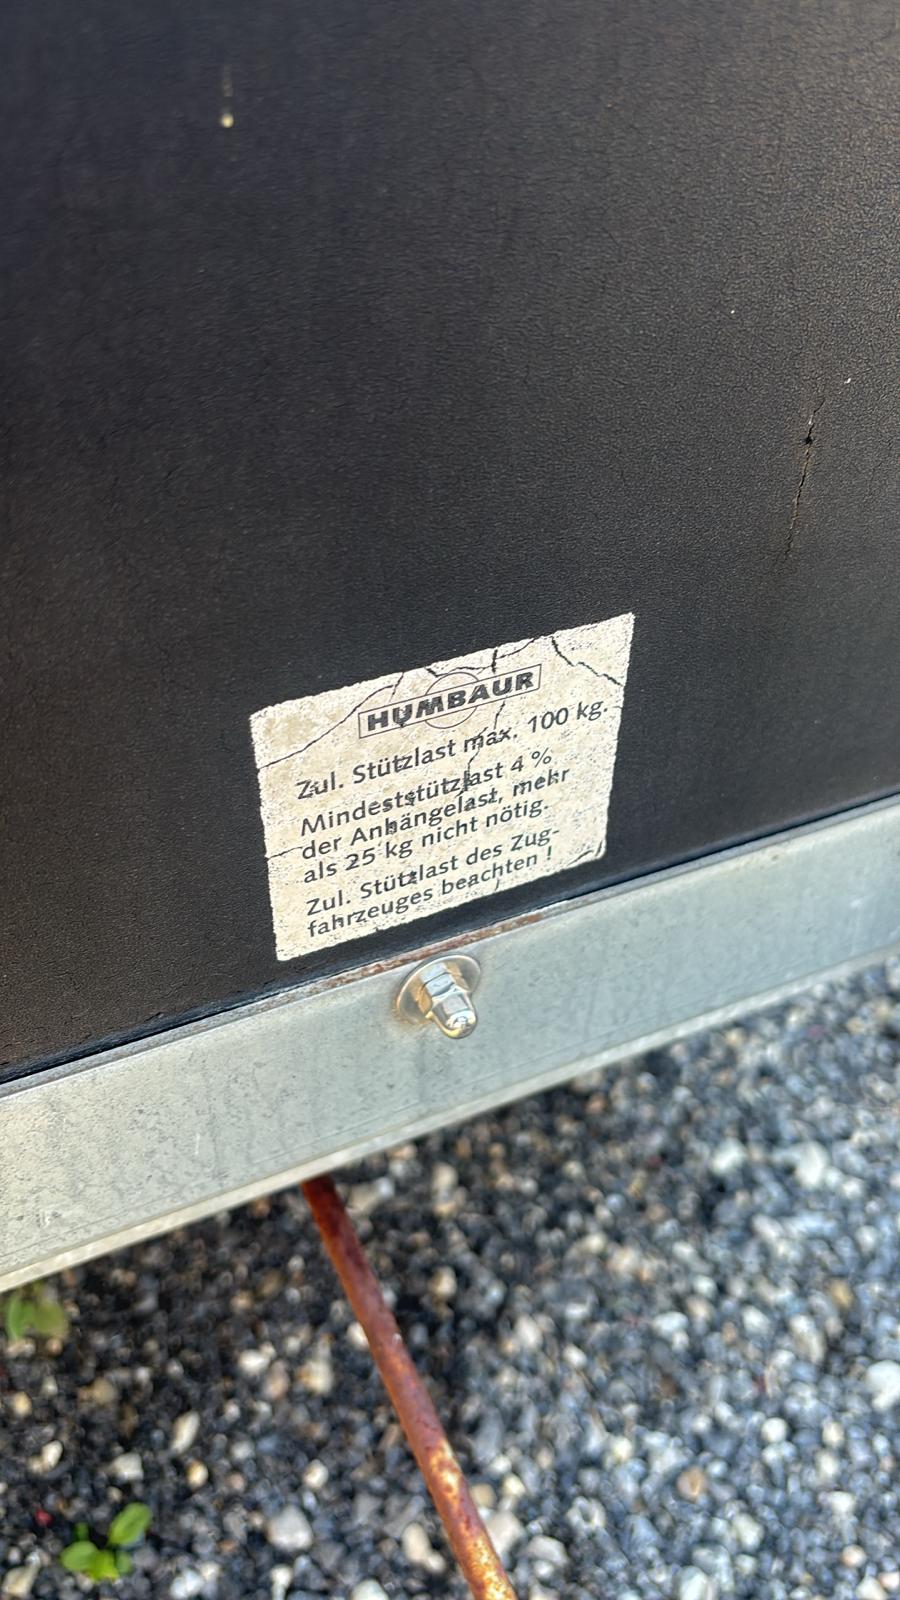 HUMBAUR
Zul. Stützlast max. 100 kg.
Mindeststützlast 4 %
der Anhängelast, mehr
als 25 kg nicht nötig.
Zul. Stützlast des Zug-
fahrzeuges beachten !